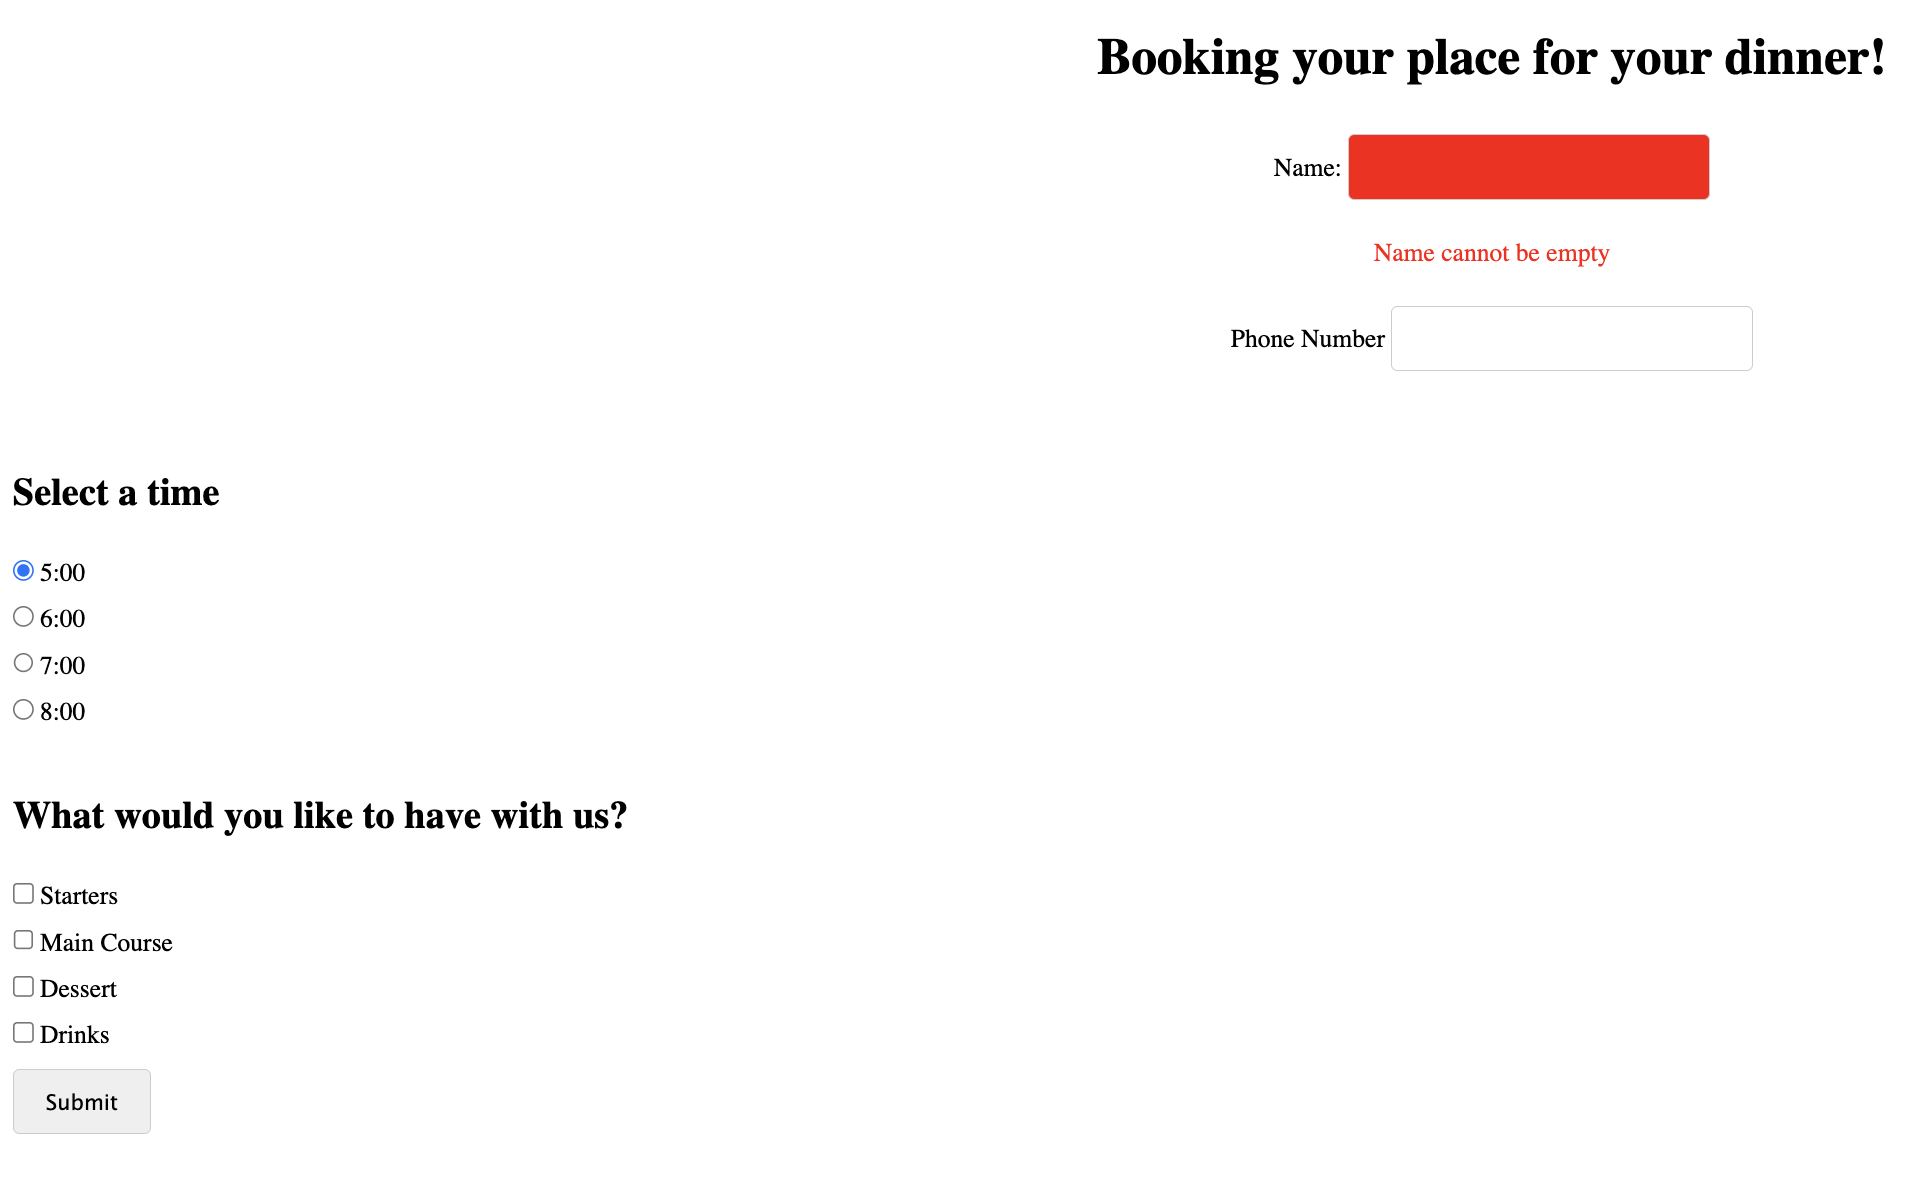 Booking your place for your dinner!
Name:
Name cannot be empty
Phone Number
Select a time
5:00
6:00
7:00
8:00
What would you like to have with us?
Starters
Main Course
Dessert
Drinks
Submit